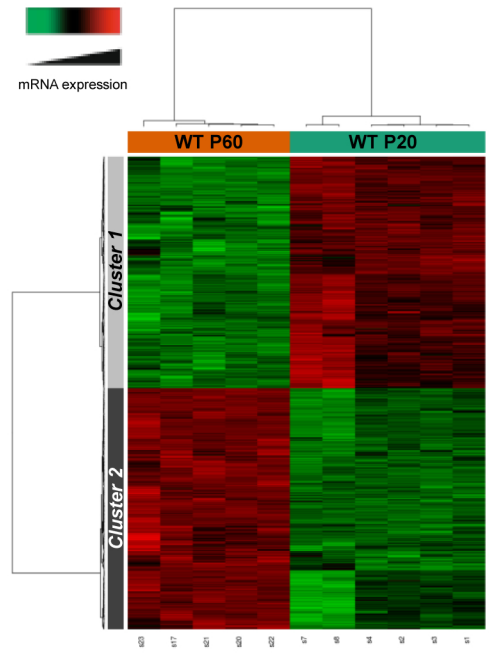 mRNA expression
WT P60 WT P20
Cluster 1
Cluster 2
s23 s17 s21 s20 s22 s7 s8 s4 s2 s3 s1